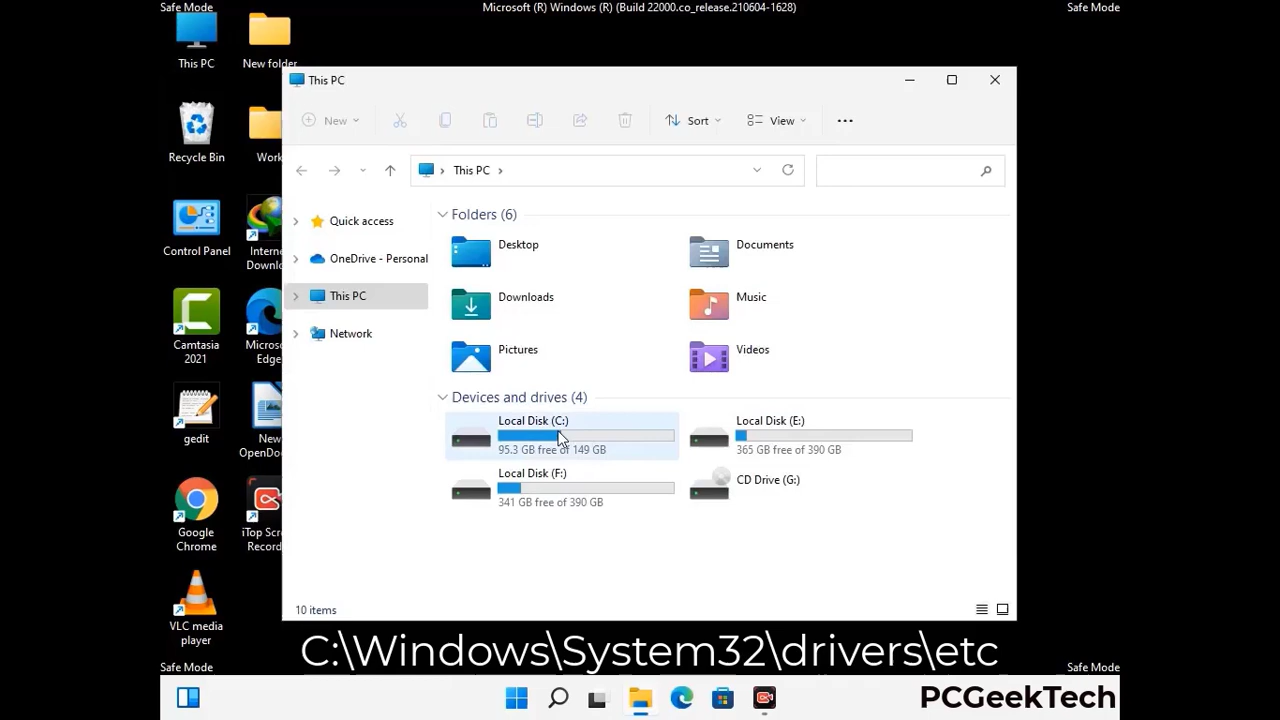 Safe Mode
Microsoft (R) Windows (R) (Build 22000.co_release.210604-1628)
Safe Mode
This PC
New folder
Recycle Bin
Work
Control Panel
Internet
Downlo
Camtasia
2021
Micros
Edge
gedit
New
OpenDo
Google
Chrome
iTop Scr
Record
VLC media
player
This PC
New
Sort
View
This PC
Quick access
OneDrive - Personal
This PC
Network
Folders (6)
Desktop
Documents
Downloads
Music
Pictures
Videos
Devices and drives (4)
Local Disk (C:)
95.3 GB free of 149 GB
Local Disk (E:)
365 GB free of 390 GB
Local Disk (F:)
341 GB free of 390 GB
CD Drive (G:)
10 items
C:\Windows\System32\drivers\etc
Safe Mode
Safe Mode
PCGeekTech